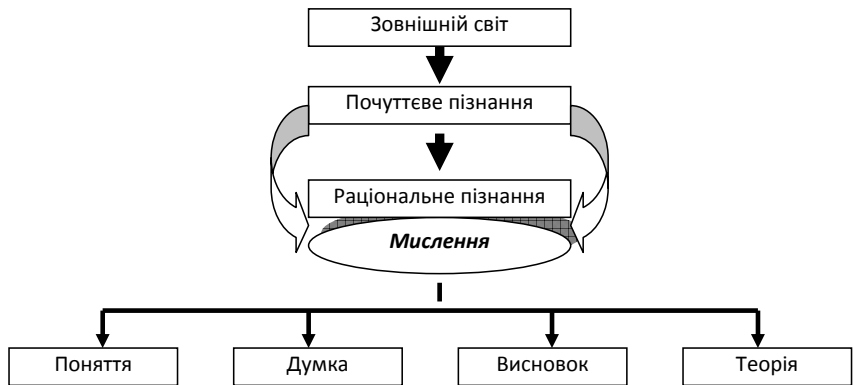 Зовнішній світ
Почуттєве пізнання
Раціональне пізнання
Мислення
Поняття
Думка
Висновок
Теорія